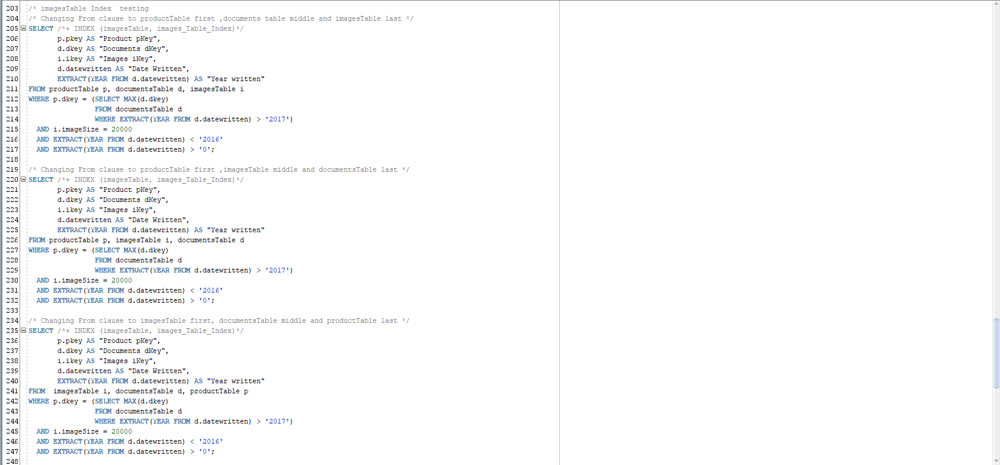 203 /* imagesTable Index  testing
204 /* Changing From clause to productTable first ,documents table middle and imagesTable last */
205 SELECT /*+ INDEX (imagesTable, images_Table_Index)*/
206        p.pkey AS "Product pKey",
207        d.dkey AS "Documents dKey",
208        i.ikey AS "Images iKey",
209        d.datewritten AS "Date Written",
210        EXTRACT(YEAR FROM d.datewritten) AS "Year written"
211 FROM productTable p, documentsTable d, imagesTable i
212 WHERE p.dkey = (SELECT MAX(d.dkey)
213                 FROM documentsTable d
214                 WHERE EXTRACT(YEAR FROM d.datewritten) > '2017')
215   AND i.imageSize = 20000
216   AND EXTRACT(YEAR FROM d.datewritten) < '2016'
217   AND EXTRACT(YEAR FROM d.datewritten) > '0';
218
219 /* Changing From clause to productTable first ,imagesTable middle and documentsTable last */
220 SELECT /*+ INDEX (imagesTable, images_Table_Index)*/
221        p.pkey AS "Product pKey",
222        d.dkey AS "Documents dKey",
223        i.ikey AS "Images iKey",
224        d.datewritten AS "Date Written",
225        EXTRACT(YEAR FROM d.datewritten) AS "Year written"
226 FROM productTable p, imagesTable i, documentsTable d
227 WHERE p.dkey = (SELECT MAX(d.dkey)
228                 FROM documentsTable d
229                 WHERE EXTRACT(YEAR FROM d.datewritten) > '2017')
230   AND i.imageSize = 20000
231   AND EXTRACT(YEAR FROM d.datewritten) < '2016'
232   AND EXTRACT(YEAR FROM d.datewritten) > '0';
233
234 /* Changing From clause to imagesTable first, documentsTable middle and productTable last */
235 SELECT /*+ INDEX (imagesTable, images_Table_Index)*/
236        p.pkey AS "Product pKey",
237        d.dkey AS "Documents dKey",
238        i.ikey AS "Images iKey",
239        d.datewritten AS "Date Written",
240        EXTRACT(YEAR FROM d.datewritten) AS "Year written"
241 FROM  imagesTable i, documentsTable d, productTable p
242 WHERE p.dkey = (SELECT MAX(d.dkey)
243                 FROM documentsTable d
244                 WHERE EXTRACT(YEAR FROM d.datewritten) > '2017')
245   AND i.imageSize = 20000
246   AND EXTRACT(YEAR FROM d.datewritten) < '2016'
247   AND EXTRACT(YEAR FROM d.datewritten) > '0';
248